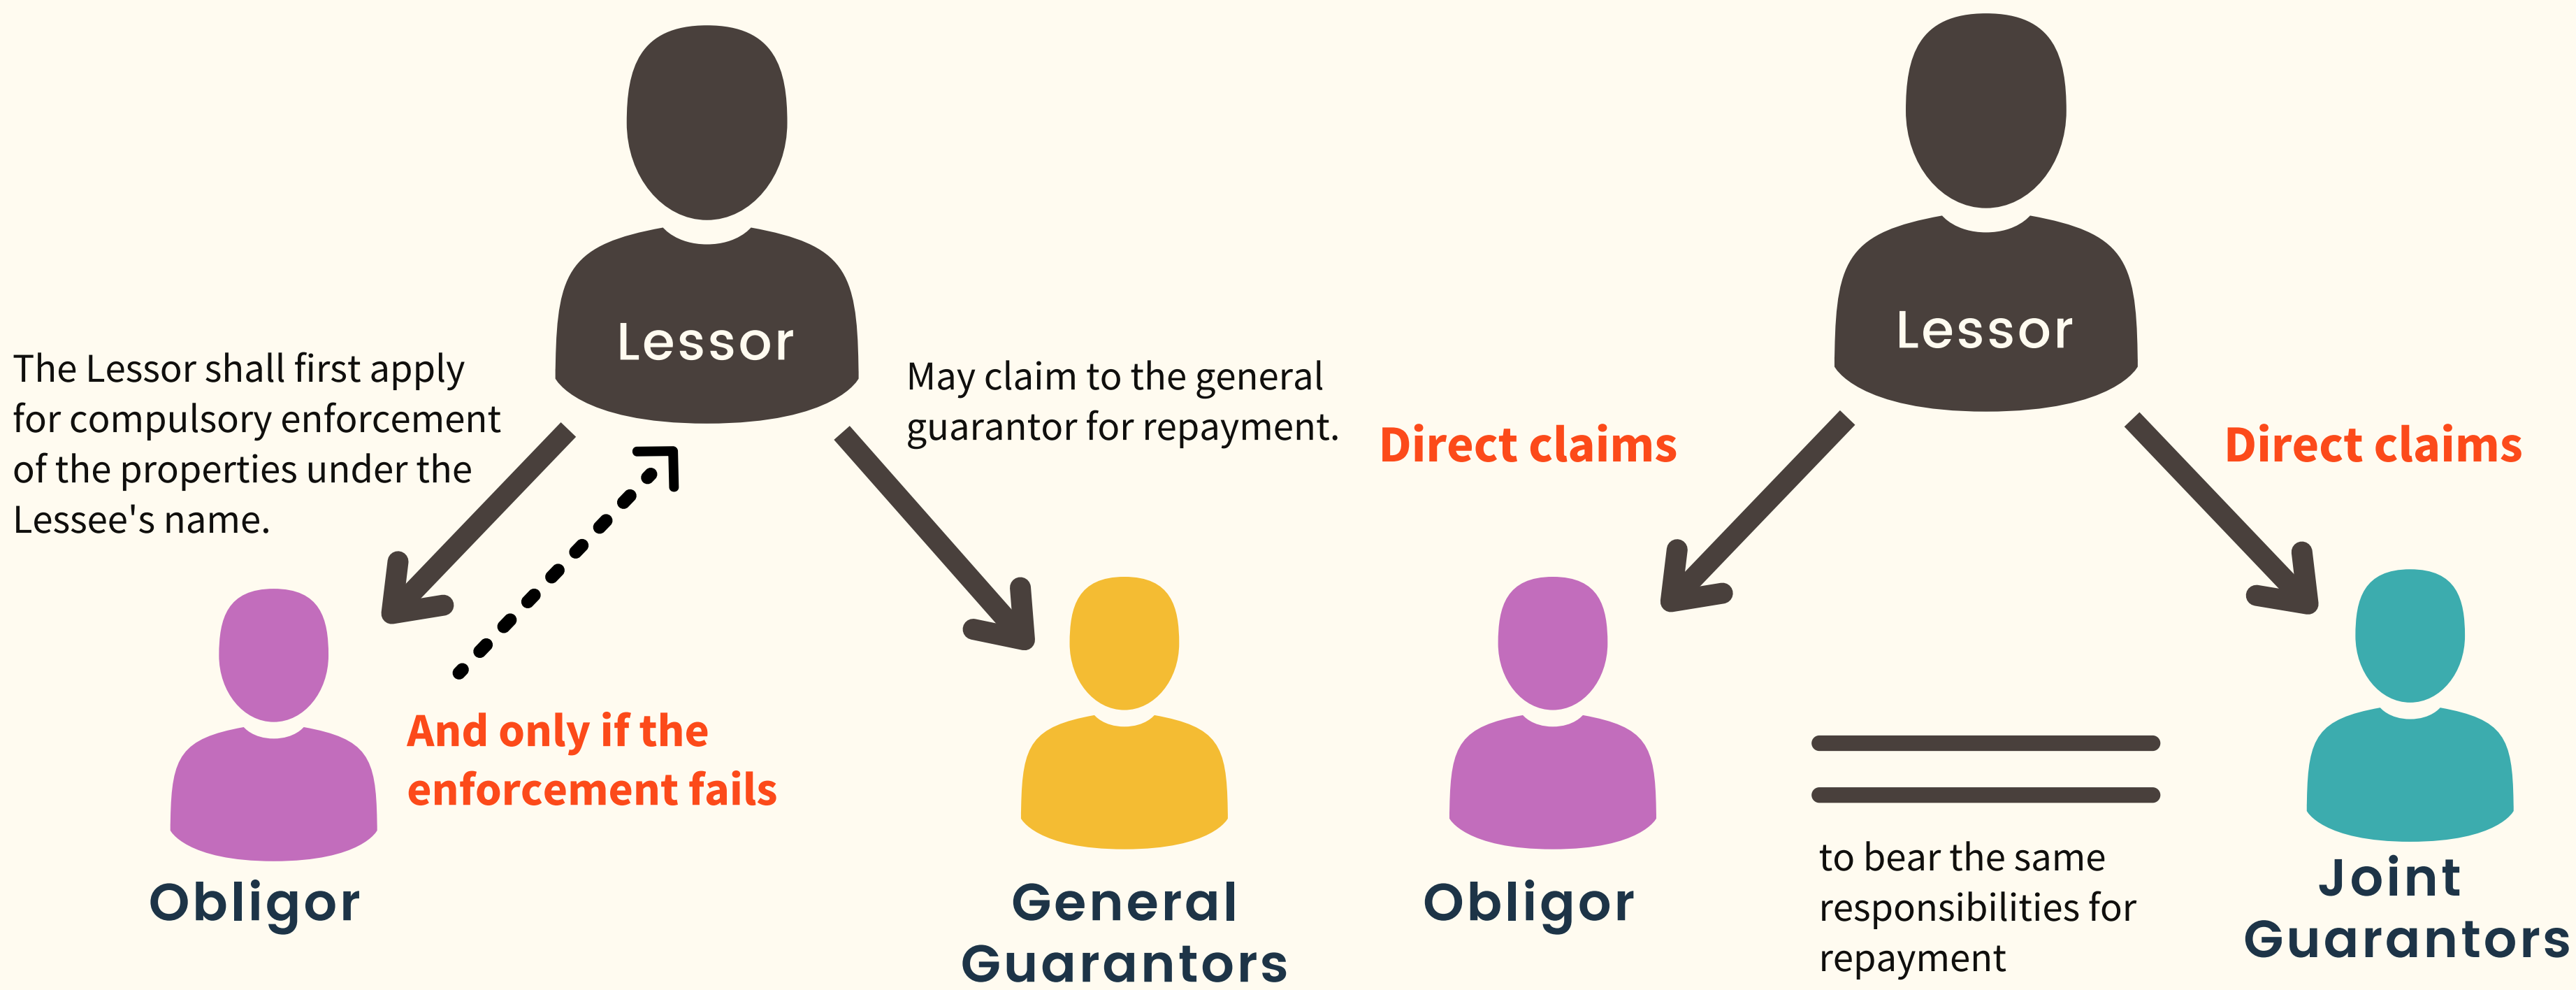 Lessor
The Lessor shall first apply
for compulsory enforcement
of the properties under the
Lessee's name.
May claim to the general
guarantor for repayment.
And only if the
enforcement fails
Obligor
General
Guarantors
Lessor
Direct claims
Direct claims
to bear the same
responsibilities for
repayment
Obligor
Joint
Guarantors